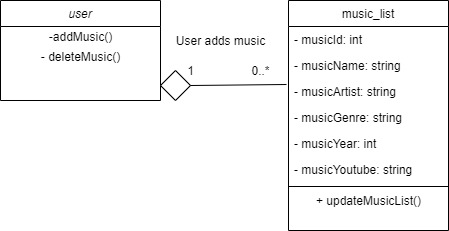 user
-addMusic()
- deleteMusic()
User adds music
1
0..*
music_list
- musicId: int
- musicName: string
- musicArtist: string
- musicGenre: string
- musicYear: int
- musicYoutube: string
+ updateMusicList()